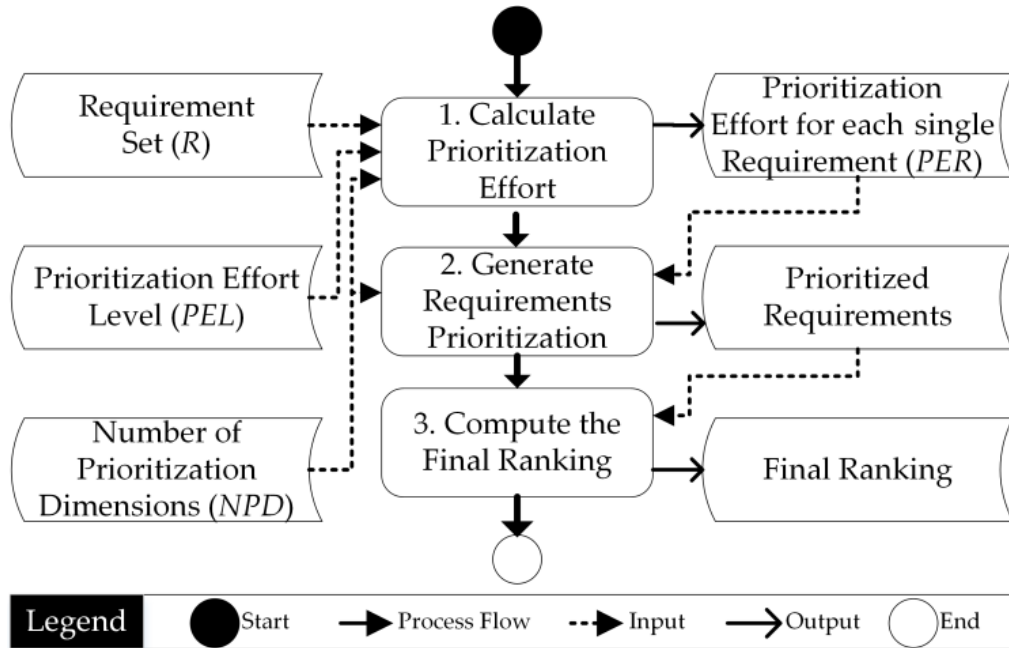 Requirement
Set (R)
Prioritization Effort
Level (PEL)
Number of
Prioritization
Dimensions (NPD)
1. Calculate
Prioritization
Effort
2. Generate
Requirements
Prioritization
3. Compute the
Final Ranking
Prioritization
Effort for each single
Requirement (PER)
Prioritized
Requirements
Final Ranking
Legend
Start
Process Flow
Input
Output
End